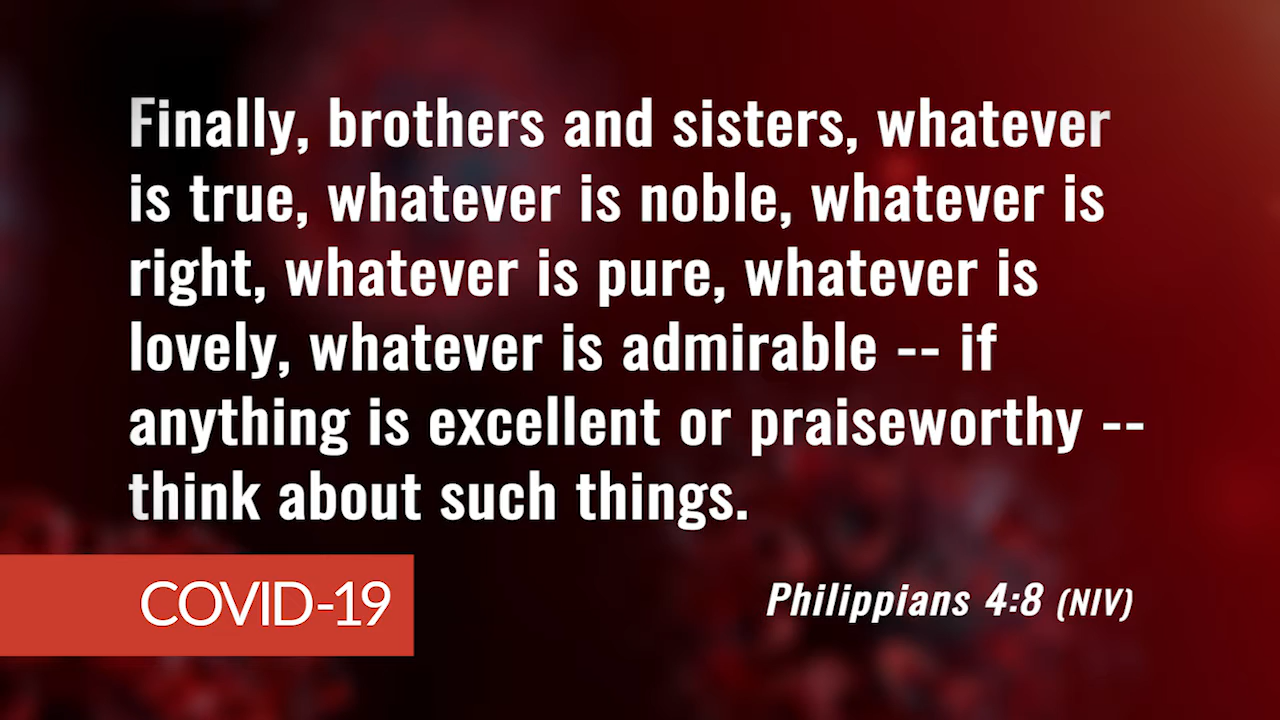 Finally, brothers and sisters, whatever
is true, whatever is noble, whatever is
right, whatever is pure, whatever is
lovely, whatever is admirable -- if
anything is excellent or praiseworthy --
think about such things.
COVID-19
Philippians 4:8 (NIV)